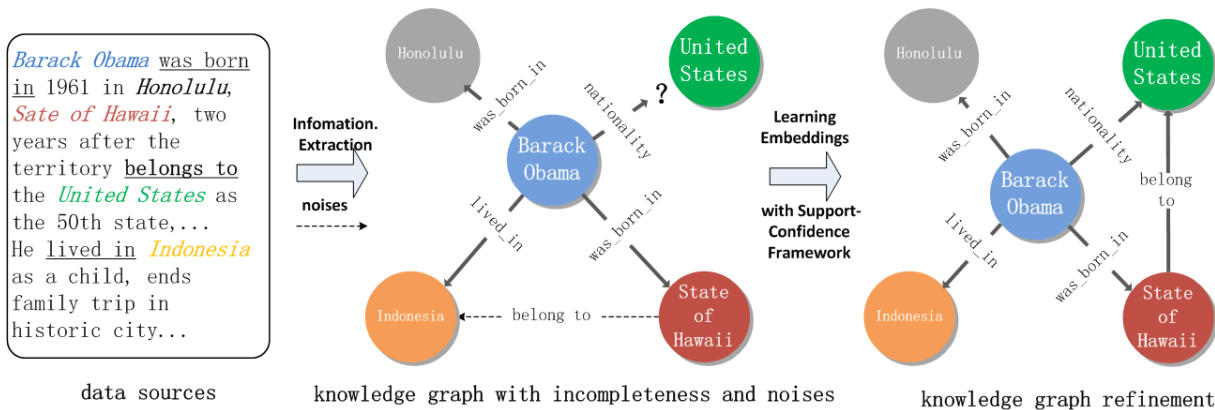 Barack Obama was born
in 1961 in Honolulu,
Sate of Hawaii, two
years after the
territory belongs to
the United States as
the 50th state,...
He lived in Indonesia
as a child, ends
family trip in
historic city...
data sources
Infomation.
Extraction
noises
Honolulu
United
States
was_born_in
?
nationality
Barack
Obama
lived_in
was_born_in
Indonesia
belong to
State
of
Hawaii
knowledge graph with incompleteness and noises
Learning
Embeddings
with Support-
Confidence
Framework
Honolulu
United
States
was_born_in
nationality
Barack
Obama
belong
to
lived_in
was_born_in
Indonesia
State
of
Hawaii
knowledge graph refinement